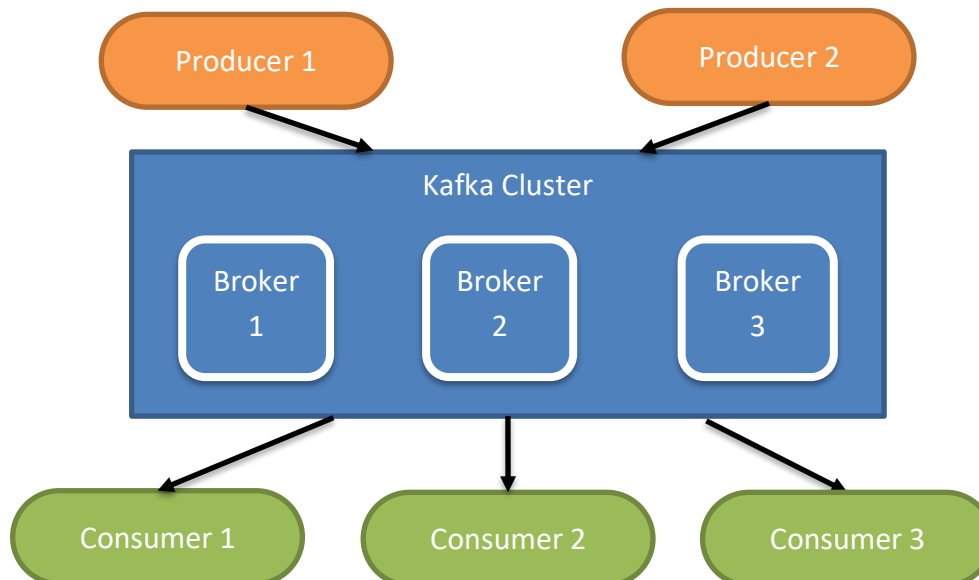 Producer 1
Producer 2
Kafka Cluster
Broker
1
Broker
2
Broker
3
Consumer 1
Consumer 2
Consumer 3